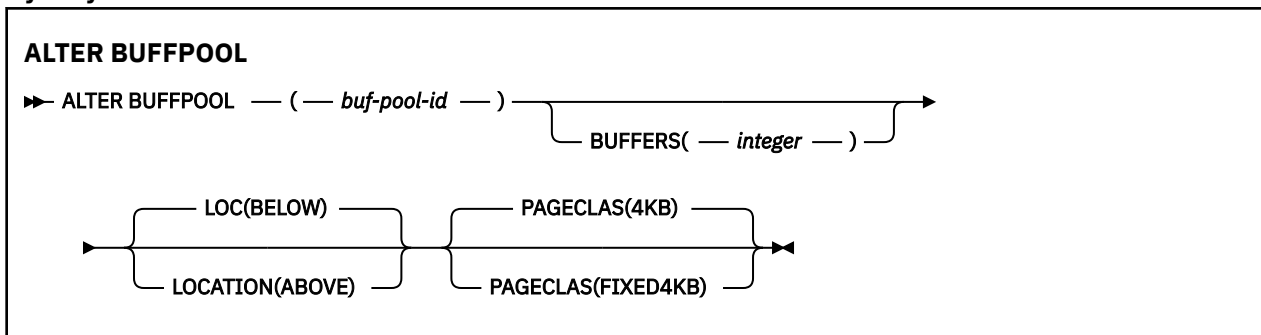 ALTER BUFFPOOL
ALTER BUFFPOOL ( buf-pool-id )
BUFFERS( integer )
LOC(BELOW) PAGECLAS(4KB)
LOCATION(ABOVE) PAGECLAS(FIXED4KB)